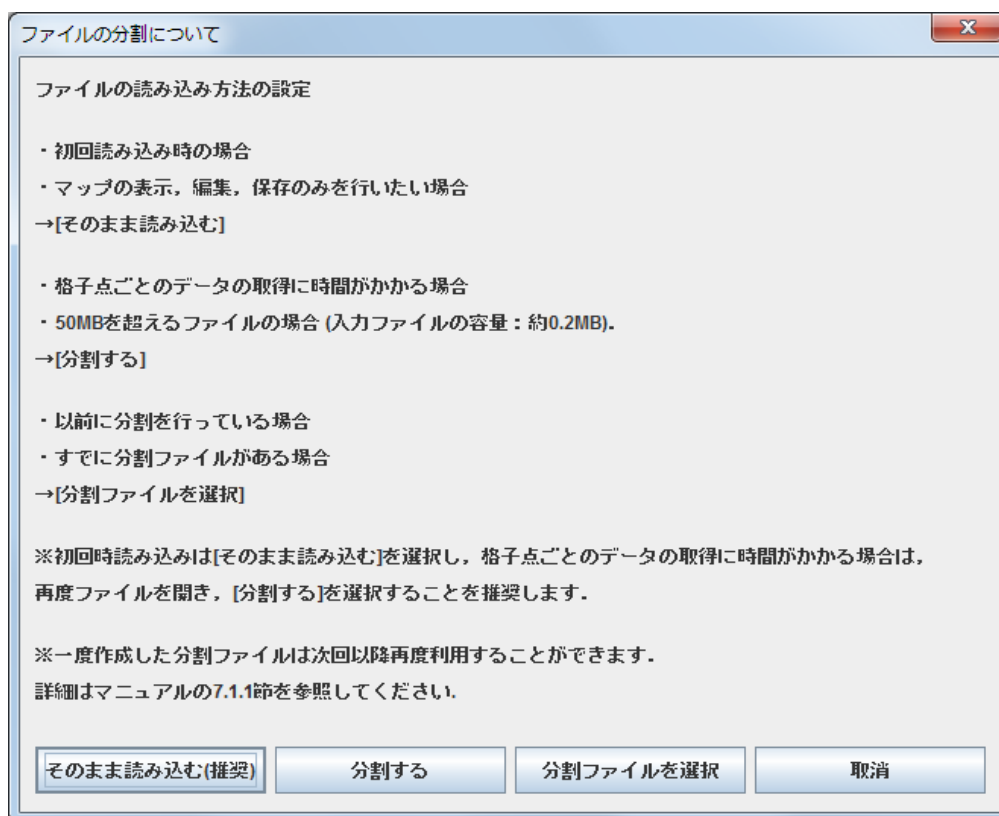 ファイルの分割について
ファイルの読み込み方法の設定
・初回読み込み時の場合
・マップの表示，編集，保存のみを行いたい場合
→[そのまま読み込む]
・格子点ごとのデータの取得に時間がかかる場合
・50MBを超えるファイルの場合 (入力ファイルの容量：約0.2MB)．
→[分割する]
・以前に分割を行っている場合
・すでに分割ファイルがある場合
→[分割ファイルを選択]
※初回時読み込みは[そのまま読み込む]を選択し，格子点ごとのデータの取得に時間がかかる場合は，
再度ファイルを開き，[分割する]を選択することを推奨します．
※一度作成した分割ファイルは次回以降再度利用することができます．
詳細はマニュアルの7.1.1節を参照してください.
そのまま読み込む(推奨) 分割する 分割ファイルを選択 取消